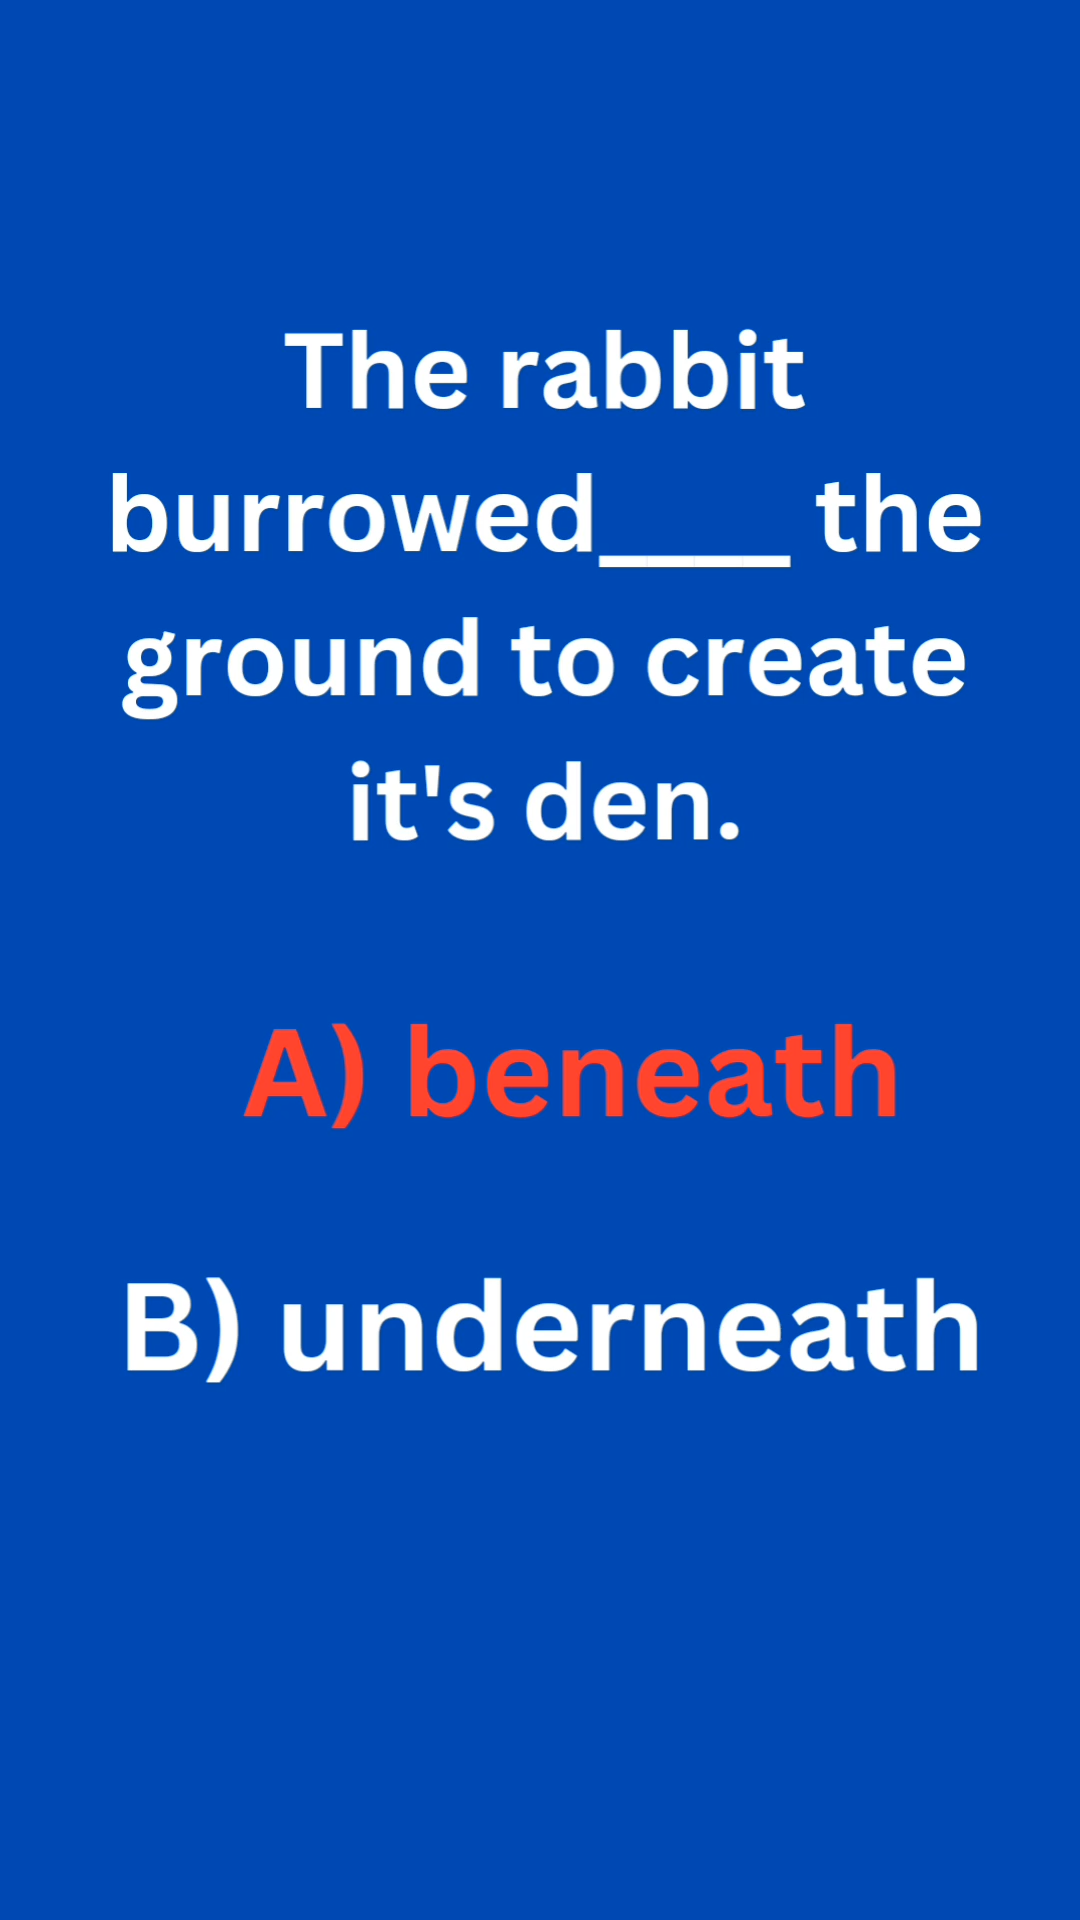 The rabbit
burrowed____ the
ground to create
it's den.
A) beneath
B) underneath